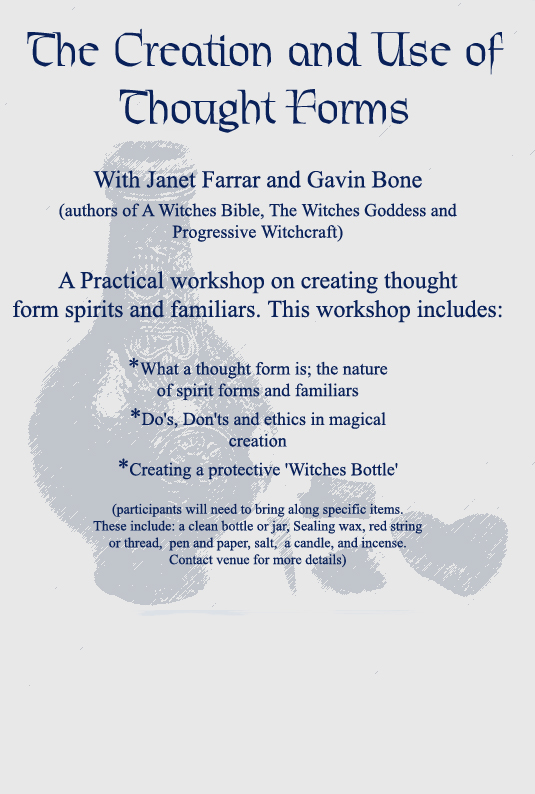 The Creation and Use of
Thought Forms
With Janet Farrar and Gavin Bone
(authors of A Witches Bible, The Witches Goddess and
Progressive Witchcraft)
A Practical workshop on creating thought
form spirits and familiars. This workshop includes:
*What a thought form is; the nature
of spirit forms and familiars
*Do's, Don'ts and ethics in magical
creation
*Creating a protective 'Witches Bottle'
(participants will need to bring along specific items.
These include: a clean bottle or jar, Sealing wax, red string
or thread, pen and paper, salt, a candle, and incense.
Contact venue for more details)